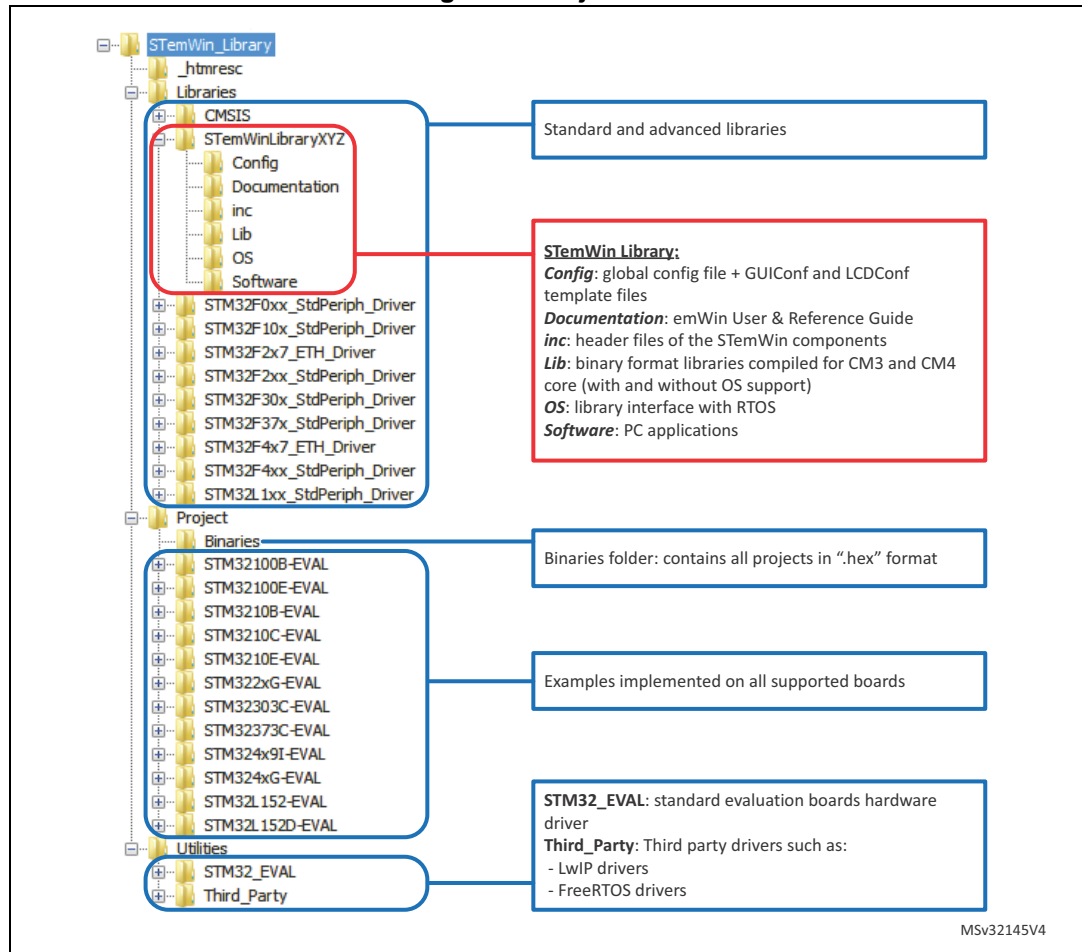 STemWin_Library
_htmresc
Libraries
CMSIS
STemWinLibraryXYZ
Config
Documentation
inc
Lib
OS
Software
STM32F0xx_StdPeriph_Driver
STM32F10x_StdPeriph_Driver
STM32F2x7_ETH_Driver
STM32F2xx_StdPeriph_Driver
STM32F30x_StdPeriph_Driver
STM32F37x_StdPeriph_Driver
STM32F4x7_ETH_Driver
STM32F4xx_StdPeriph_Driver
STM32L1xx_StdPeriph_Driver
Project
Binaries
STM32100B-EVAL
STM32100E-EVAL
STM3210B-EVAL
STM3210C-EVAL
STM3210E-EVAL
STM322xG-EVAL
STM32303C-EVAL
STM32373C-EVAL
STM324x9I-EVAL
STM324xG-EVAL
STM32L152-EVAL
STM32L152D-EVAL
Utilities
STM32_EVAL
Third_Party
Standard and advanced libraries
STemWin Library:
Config: global config file + GUIConf and LCDConf
template files
Documentation: emWin User & Reference Guide
inc: header files of the STemWin components
Lib: binary format libraries compiled for CM3 and CM4
core (with and without OS support)
OS: library interface with RTOS
Software: PC applications
Binaries folder: contains all projects in “.hex” format
Examples implemented on all supported boards
STM32_EVAL: standard evaluation boards hardware
driver
Third_Party: Third party drivers such as:
- LwIP drivers
- FreeRTOS drivers
MSv32145V4